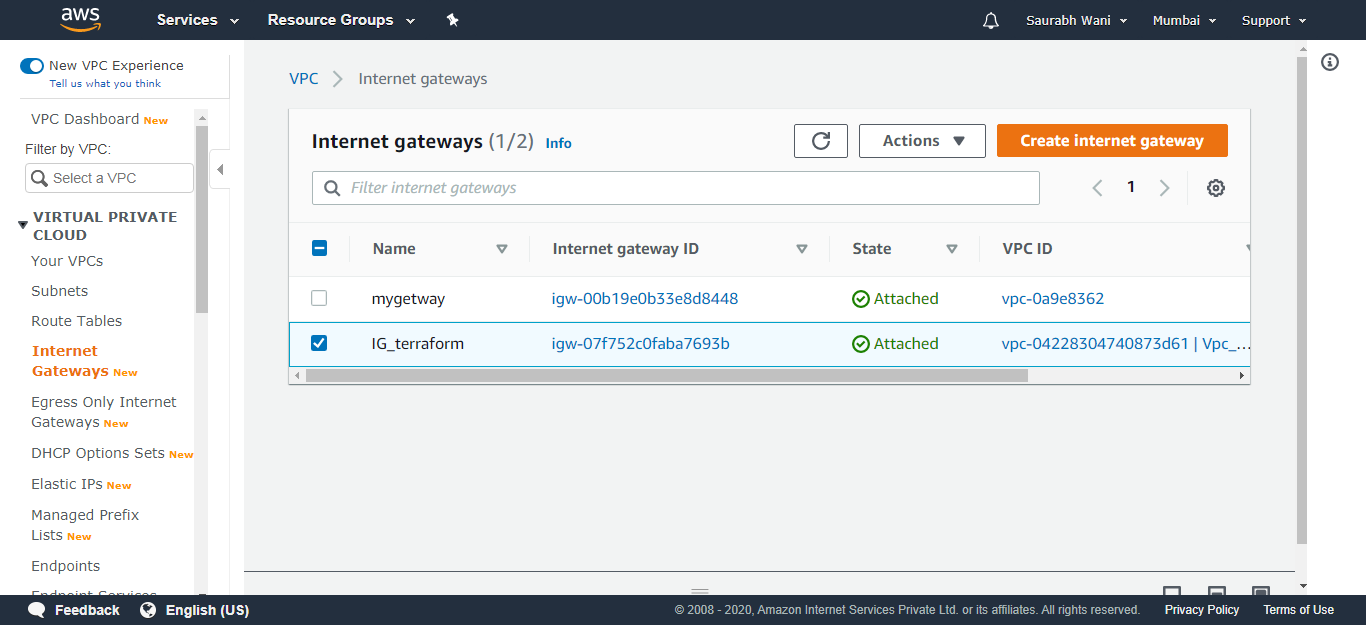 aws
Services
Resource Groups
Saurabh Wani
Mumbai
Support
New VPC Experience
Tell us what you think
VPC Dashboard New
Filter by VPC:
Select a VPC
VIRTUAL PRIVATE
CLOUD
Your VPCs
Subnets
Route Tables
Internet
Gateways New
Egress Only Internet
Gateways New
DHCP Options Sets New
Elastic IPs New
Managed Prefix
Lists New
Endpoints
Endpoint Services
VPC
Internet gateways
Internet gateways (1/2) Info
Actions
Create internet gateway
Filter internet gateways
1
Name
Internet gateway ID
State
VPC ID
mygetway
igw-00b19e0b33e8d8448
Attached
vpc-0a9e8362
IG_terraform
igw-07f752c0faba7693b
Attached
vpc-04228304740873d61 | Vpc_...
Feedback
English (US)
© 2008 - 2020, Amazon Internet Services Private Ltd. or its affiliates. All rights reserved.
Privacy Policy
Terms of Use